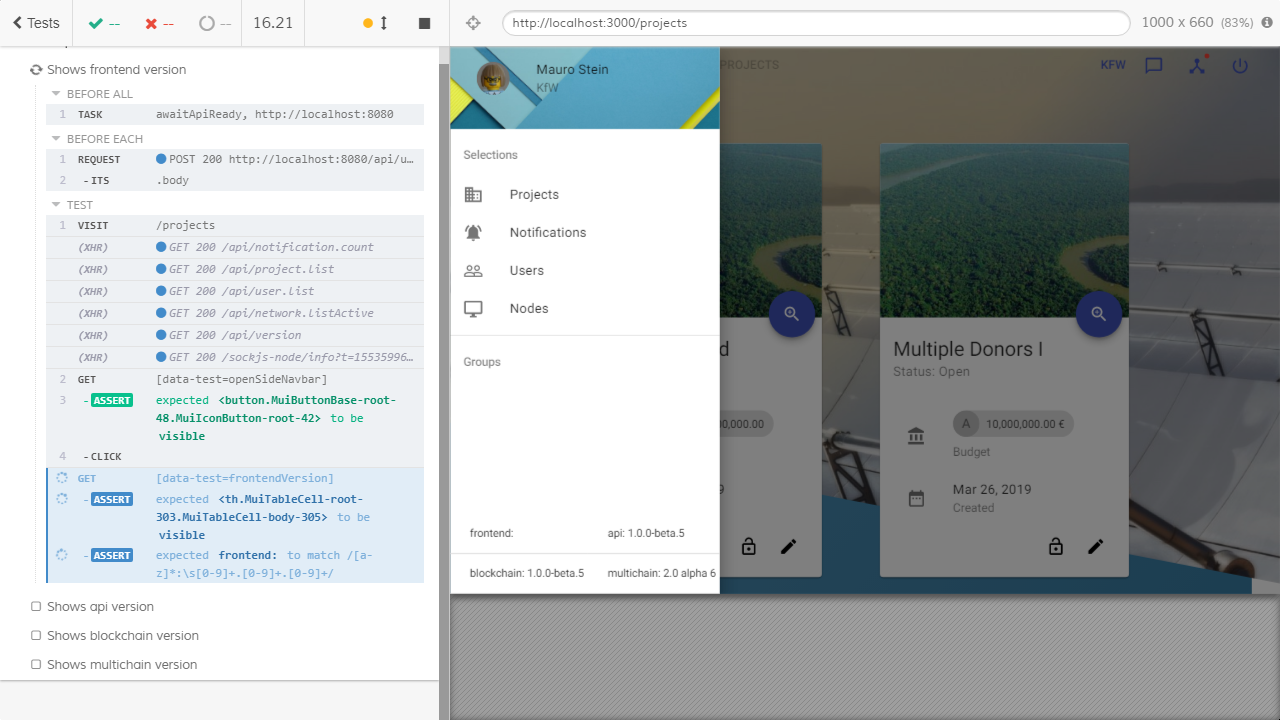 Tests
--
--
--
16.21
http://localhost:3000/projects
1000 x 660 (83%)
Shows frontend version
BEFORE ALL
1 TASK awaitApiReady, http://localhost:8080
BEFORE EACH
1 REQUEST POST 200 http://localhost:8080/api/u…
2 -ITS .body
TEST
1 VISIT /projects
(XHR) GET 200 /api/notification.count
(XHR) GET 200 /api/project.list
(XHR) GET 200 /api/user.list
(XHR) GET 200 /api/network.listActive
(XHR) GET 200 /api/version
(XHR) GET 200 /sockjs-node/info?t=15535996…
2 GET [data-test=openSideNavbar]
3 -ASSERT expected <button.MuiButtonBase-root-
48.MuiIconButton-root-42> to be
visible
4 -CLICK
GET [data-test=frontendVersion]
-ASSERT expected <th.MuiTableCell-root-
303.MuiTableCell-body-305> to be
visible
-ASSERT expected frontend: to match /[a-
z]*:\s[0-9]+.[0-9]+.[0-9]+/
Shows api version
Shows blockchain version
Shows multichain version
Mauro Stein
KfW
Selections
Projects
Notifications
Users
Nodes
Groups
frontend: api: 1.0.0-beta.5
blockchain: 1.0.0-beta.5 multichain: 2.0 alpha 6
PROJECTS
KFW
d
Multiple Donors I
Status: Open
A 10,000,000.00 €
Budget
Mar 26, 2019
Created